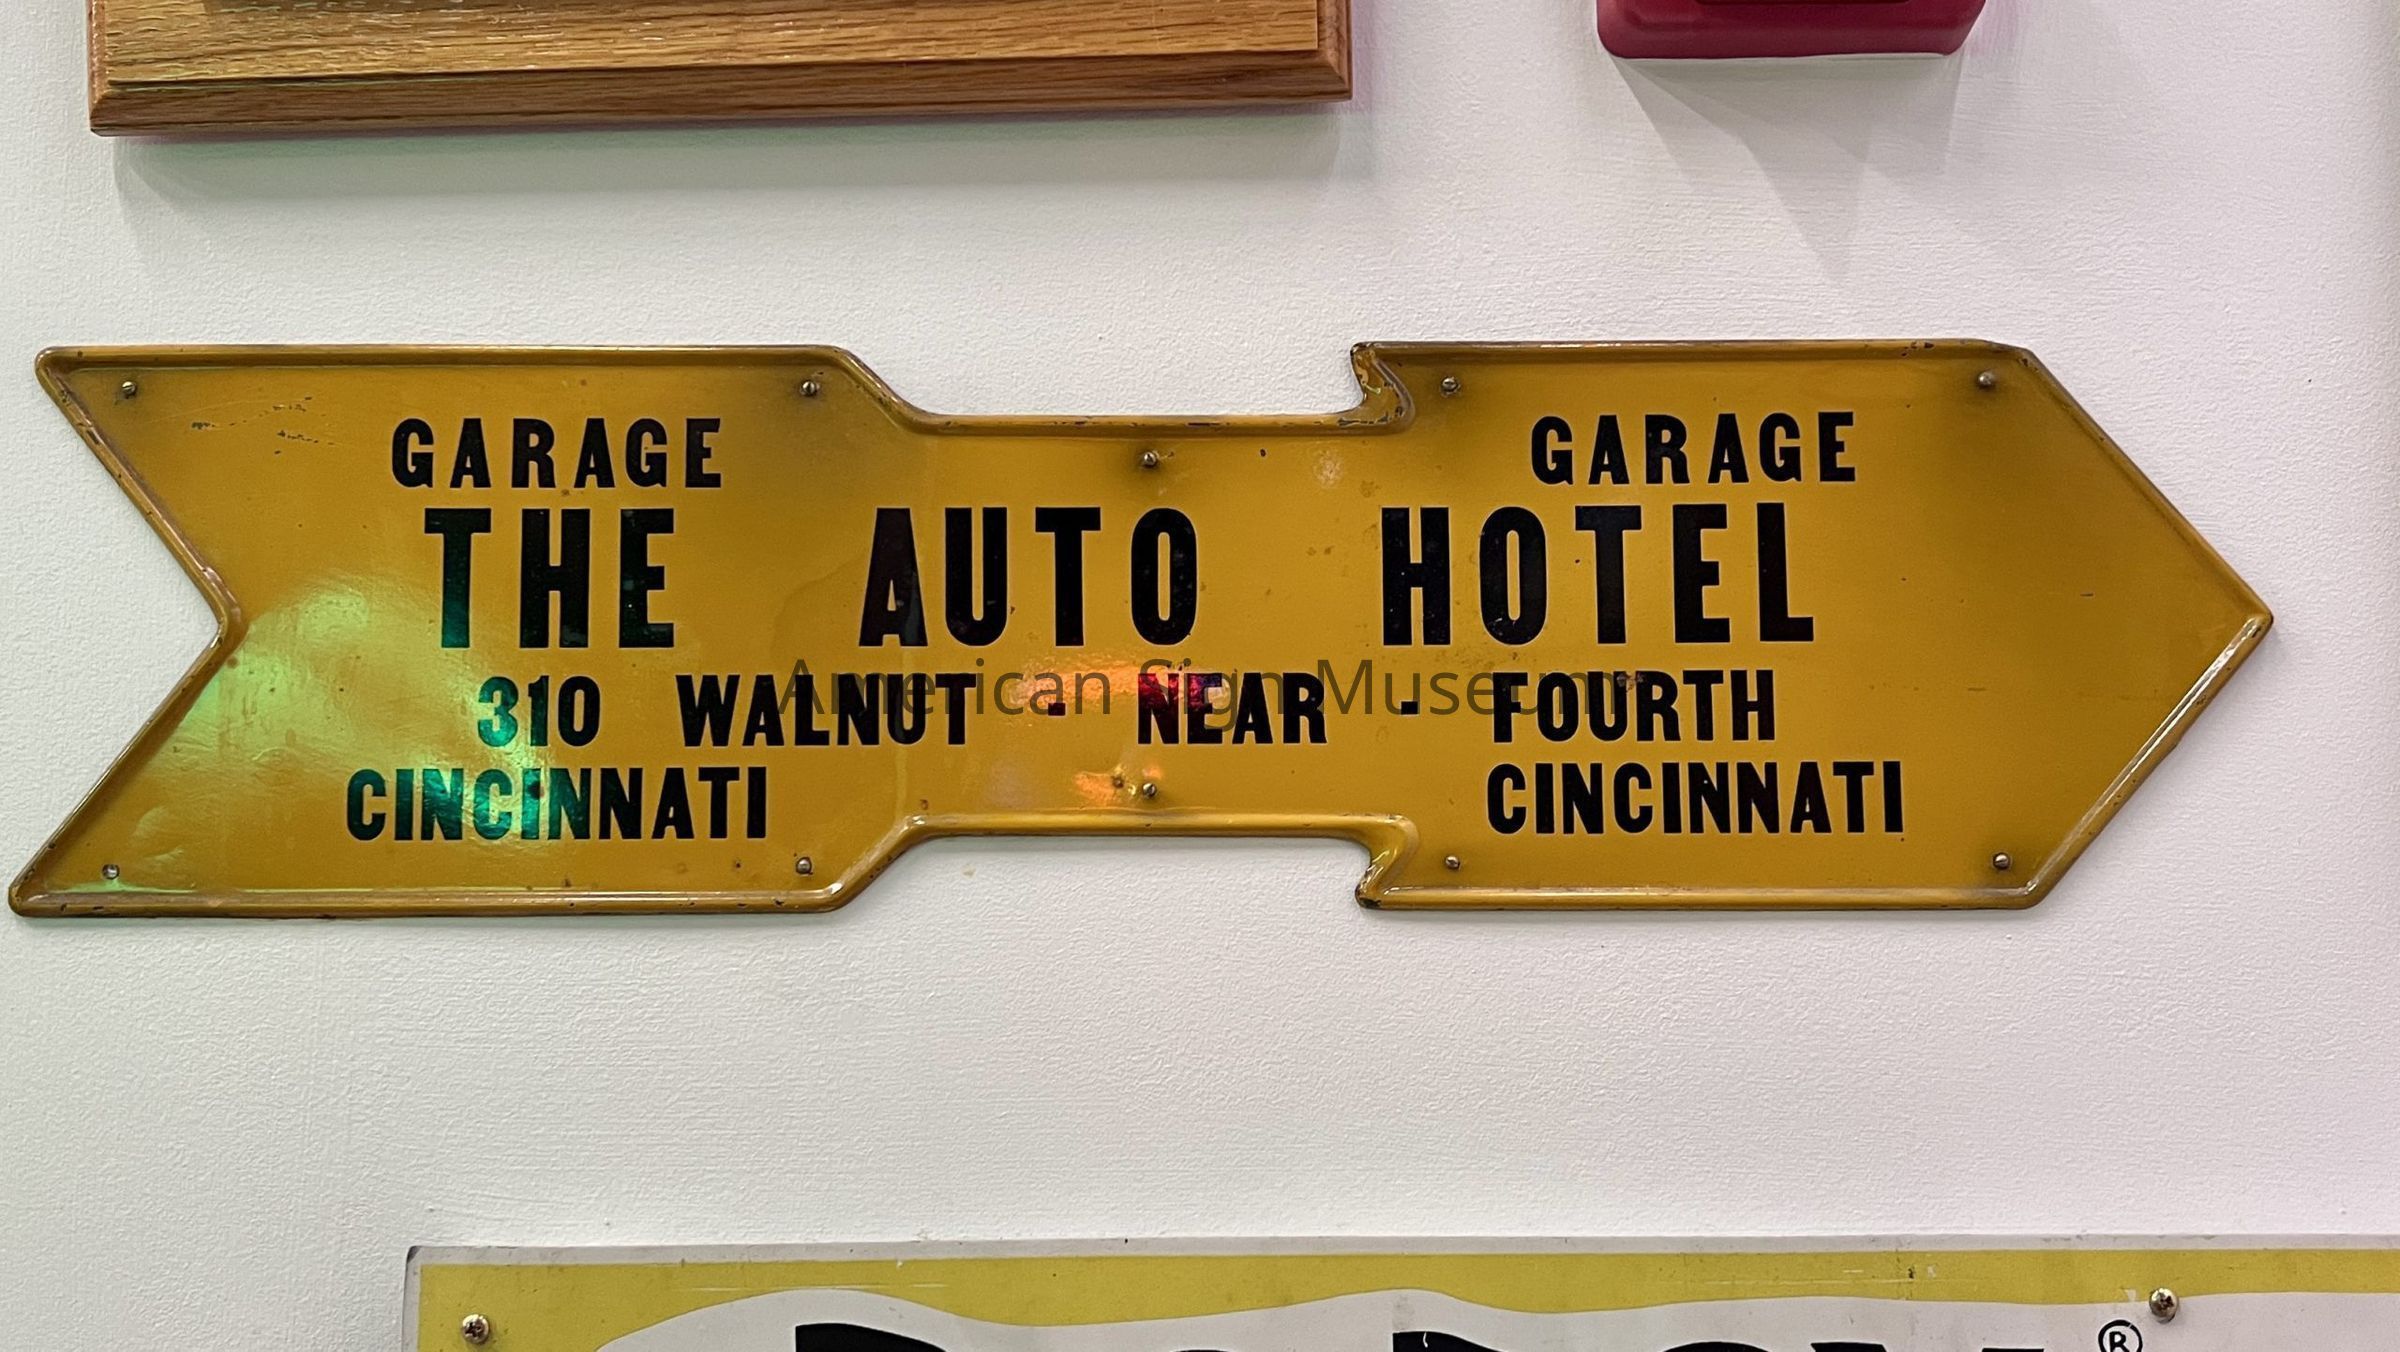 GARAGE GARAGE
THE AUTO HOTEL
310 WALNUT - NEAR - FOURTH
CINCINNATI CINCINNATI
American Sign Museum
®